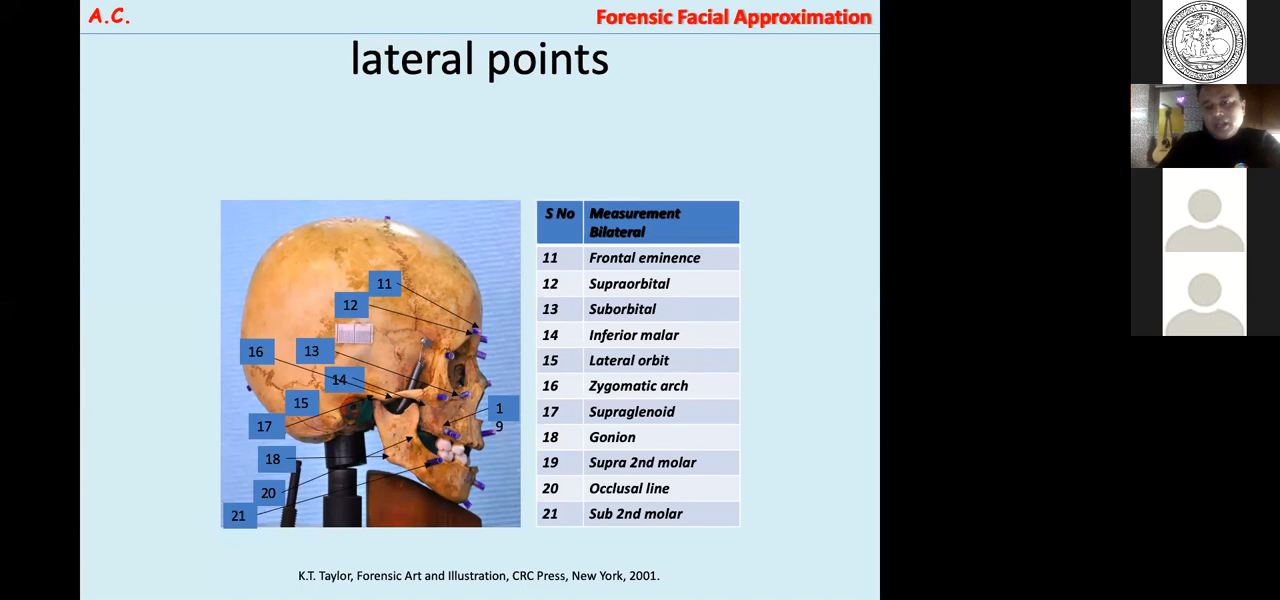 A.C.
Forensic Facial Approximation
lateral points
11
12
16
13
14
15
17
18
20
21
1
9
S No Measurement
Bilateral
11 Frontal eminence
12 Supraorbital
13 Suborbital
14 Inferior malar
15 Lateral orbit
16 Zygomatic arch
17 Supraglenoid
18 Gonion
19 Supra 2nd molar
20 Occlusal line
21 Sub 2nd molar
K.T. Taylor, Forensic Art and Illustration, CRC Press, New York, 2001.